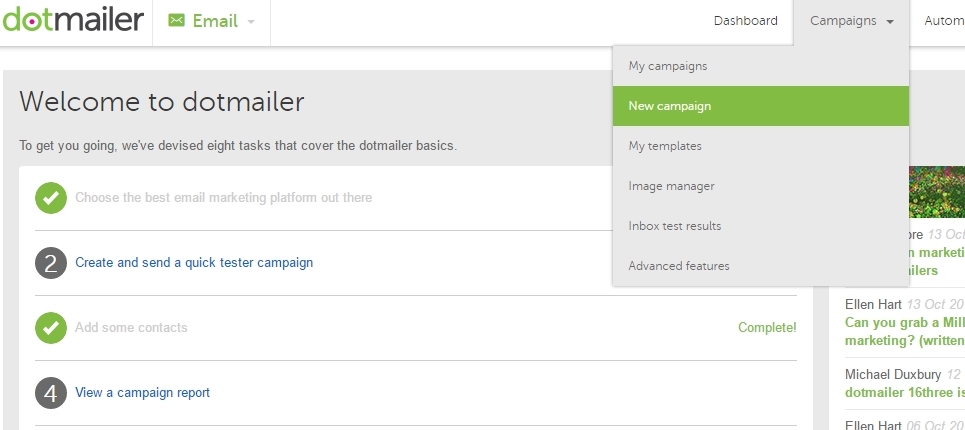 dotmailer
Email
Dashboard
Campaigns
Autom
My campaigns
New campaign
My templates
Image manager
Inbox test results
Advanced features
Welcome to dotmailer
To get you going, we've devised eight tasks that cover the dotmailer basics.
Choose the best email marketing platform out there
2 Create and send a quick tester campaign
Add some contacts Complete!
4 View a campaign report
re 13 Oct
n marketi
ilers
Ellen Hart 13 Oct 20
Can you grab a Mill
marketing? (written
Michael Duxbury 12
dotmailer 16three is
Ellen Hart 06 Oct 20